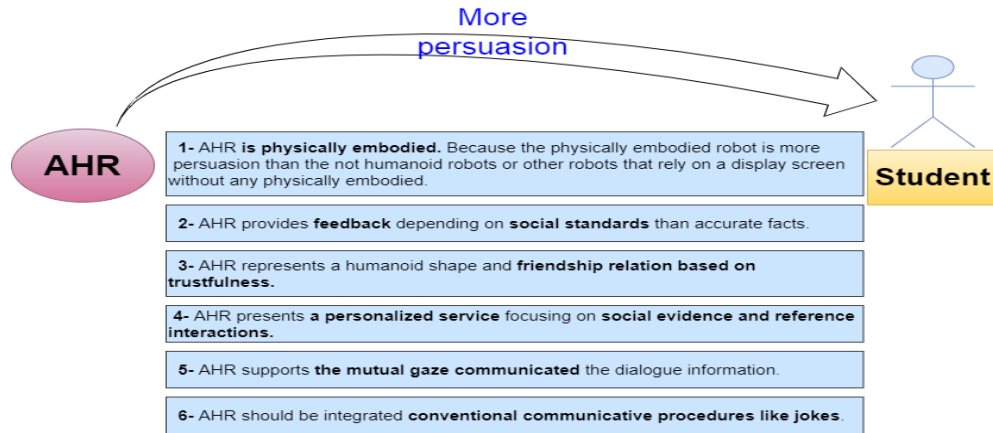 More
persuasion
AHR
1- AHR is physically embodied. Because the physically embodied robot is more
persuasion than the not humanoid robots or other robots that rely on a display screen
without any physically embodied.
Student
2- AHR provides feedback depending on social standards than accurate facts.
3- AHR represents a humanoid shape and friendship relation based on
trustfulness.
4- AHR presents a personalized service focusing on social evidence and reference
interactions.
5- AHR supports the mutual gaze communicated the dialogue information.
6- AHR should be integrated conventional communicative procedures like jokes.